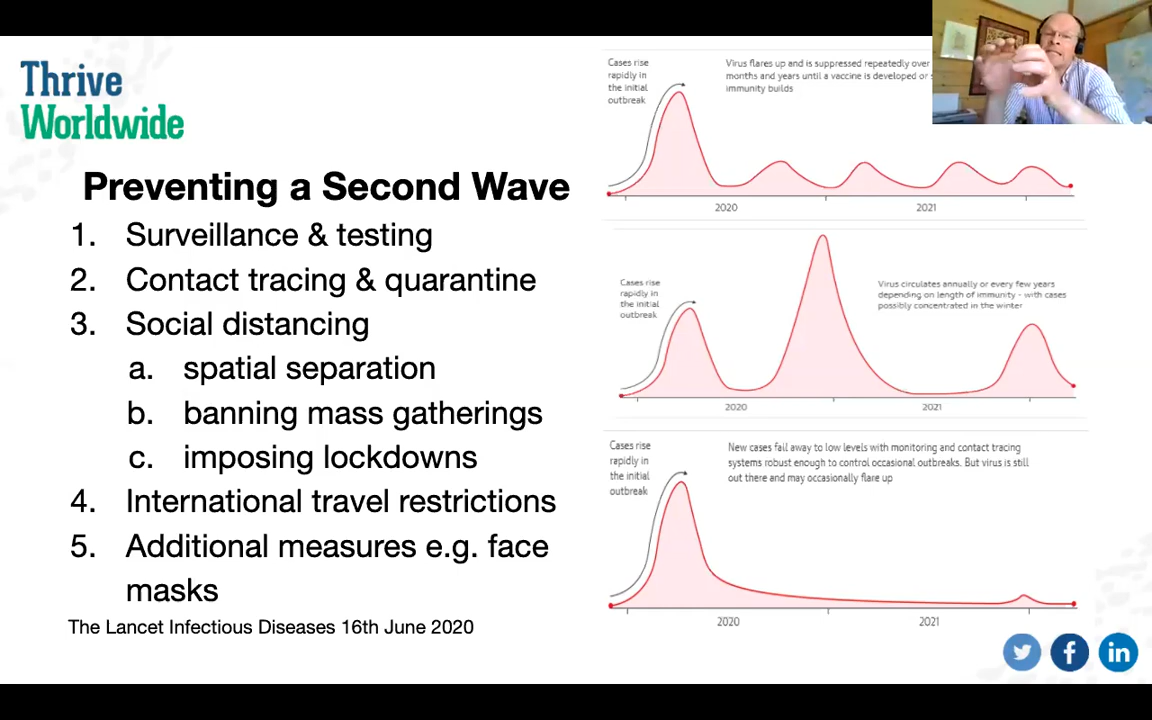 Thrive
Worldwide
Preventing a Second Wave
1. Surveillance & testing
2. Contact tracing & quarantine
3. Social distancing
a. spatial separation
b. banning mass gatherings
c. imposing lockdowns
4. International travel restrictions
5. Additional measures e.g. face
masks
The Lancet Infectious Diseases 16th June 2020
Cases rise
rapidly in
the initial
outbreak
Virus flares up and is suppressed repeatedly over
months and years until a vaccine is developed or
immunity builds
2020
2021
Cases rise
rapidly in
the initial
outbreak
Virus circulates annually or every few years
depending on length of immunity - with cases
possibly concentrated in the winter
2020
2021
Cases rise
rapidly in
the initial
outbreak
New cases fall away to low levels with monitoring and contact tracing
systems robust enough to control occasional outbreaks. But virus is still
out there and may occasionally flare up
2020
2021
f
in